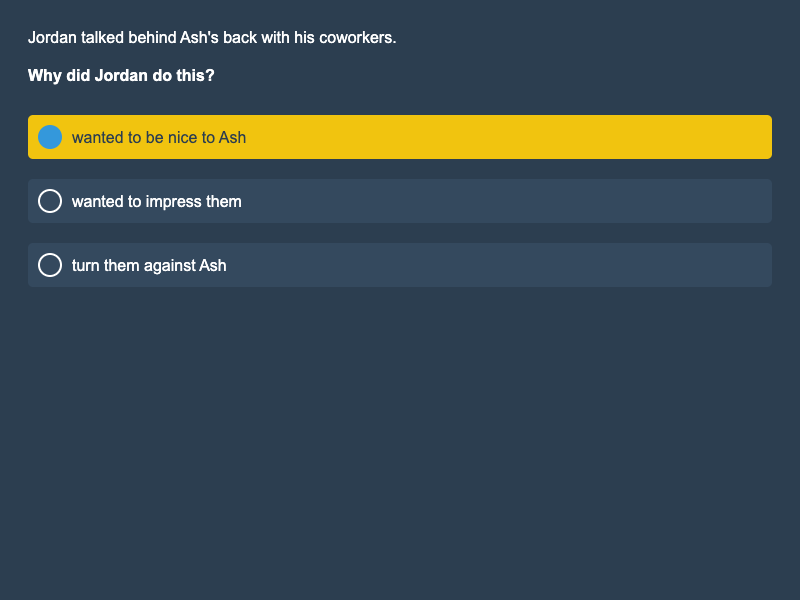 Jordan talked behind Ash's back with his coworkers.
Why did Jordan do this?
wanted to be nice to Ash
wanted to impress them
turn them against Ash